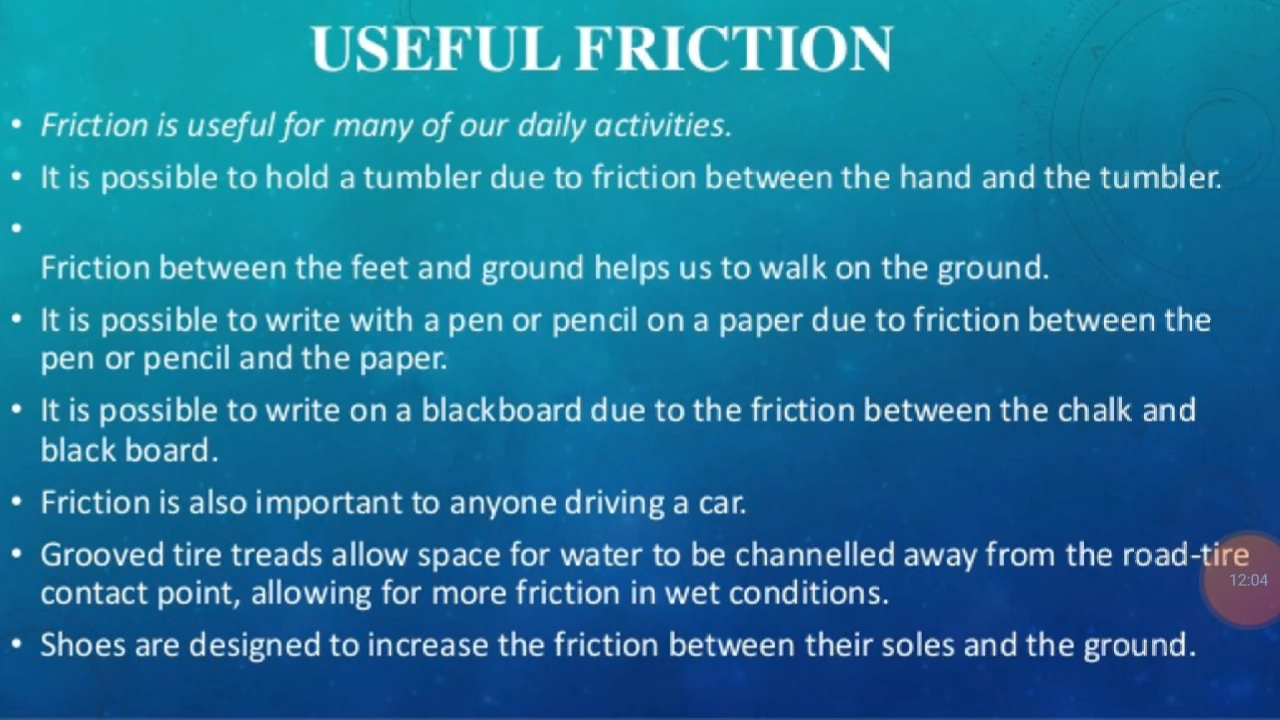 USEFUL FRICTION
• Friction is useful for many of our daily activities.
• It is possible to hold a tumbler due to friction between the hand and the tumbler.
•
Friction between the feet and ground helps us to walk on the ground.
• It is possible to write with a pen or pencil on a paper due to friction between the
pen or pencil and the paper.
• It is possible to write on a blackboard due to the friction between the chalk and
black board.
• Friction is also important to anyone driving a car.
• Grooved tire treads allow space for water to be channelled away from the road-tire
contact point, allowing for more friction in wet conditions.
12:04
• Shoes are designed to increase the friction between their soles and the ground.